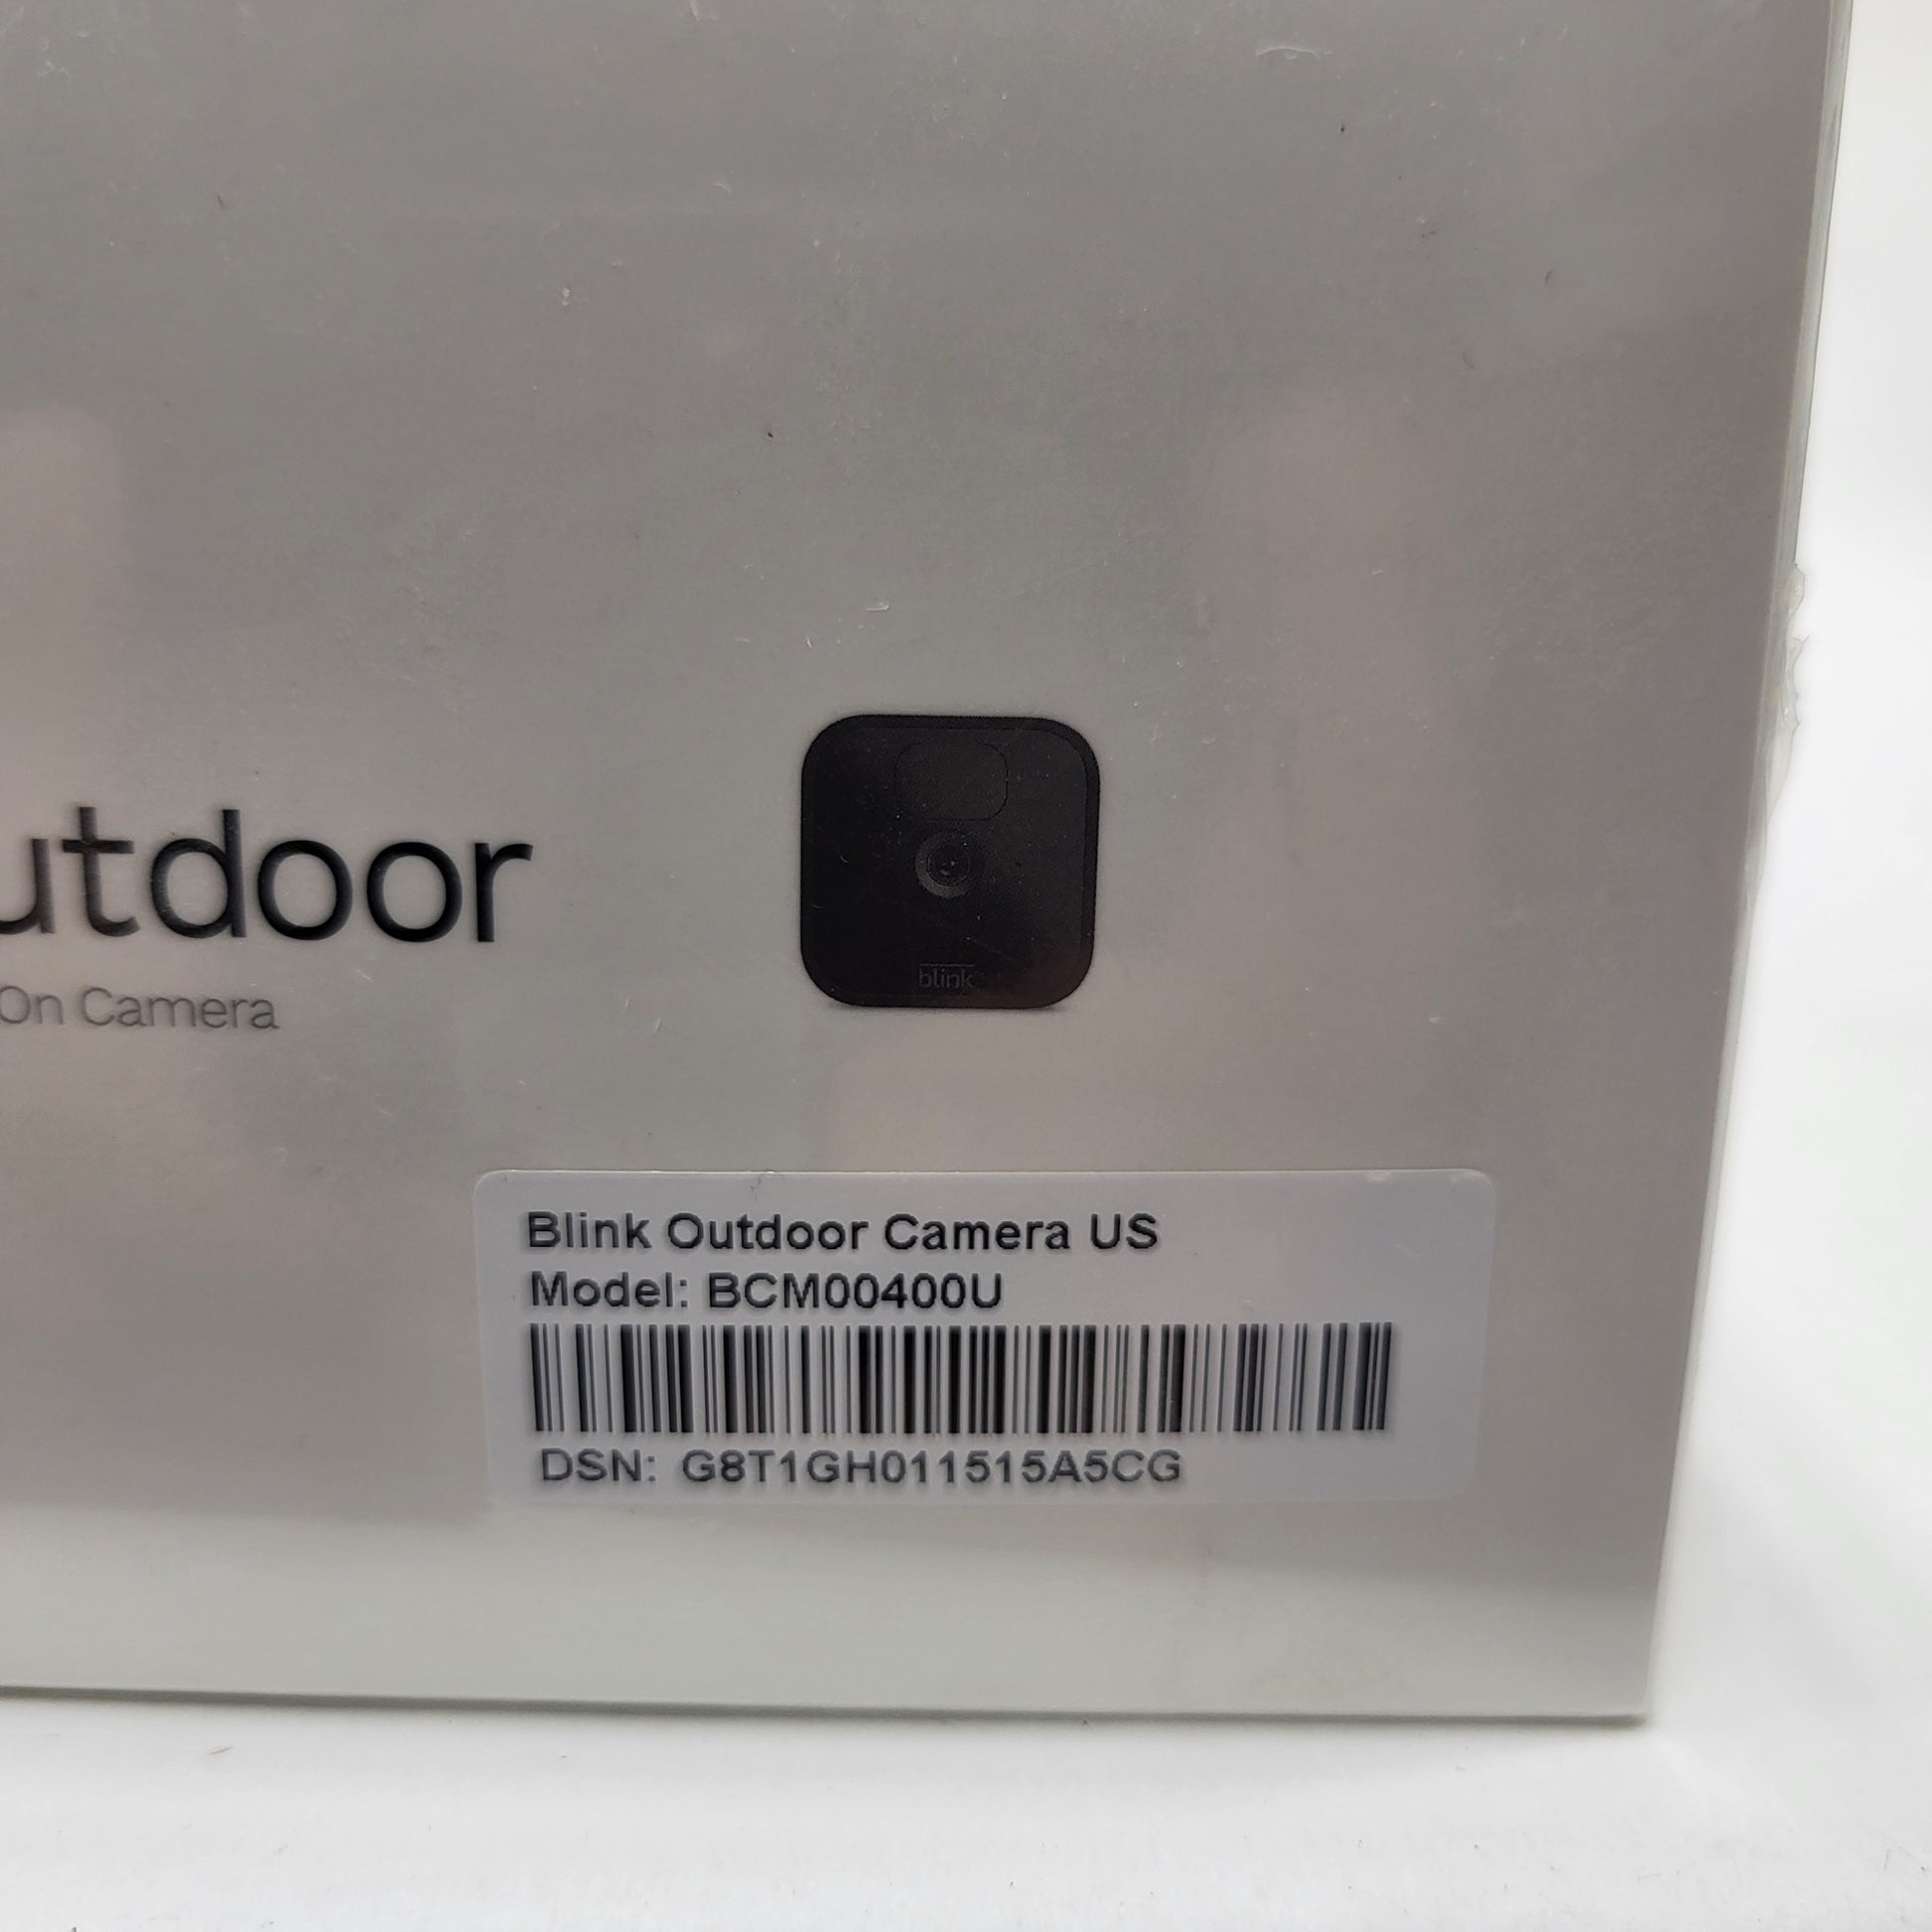 utdoor
On Camera
blink
Blink Outdoor Camera US
Model: BCM00400U
DSN: G8T1GH011515A5CG